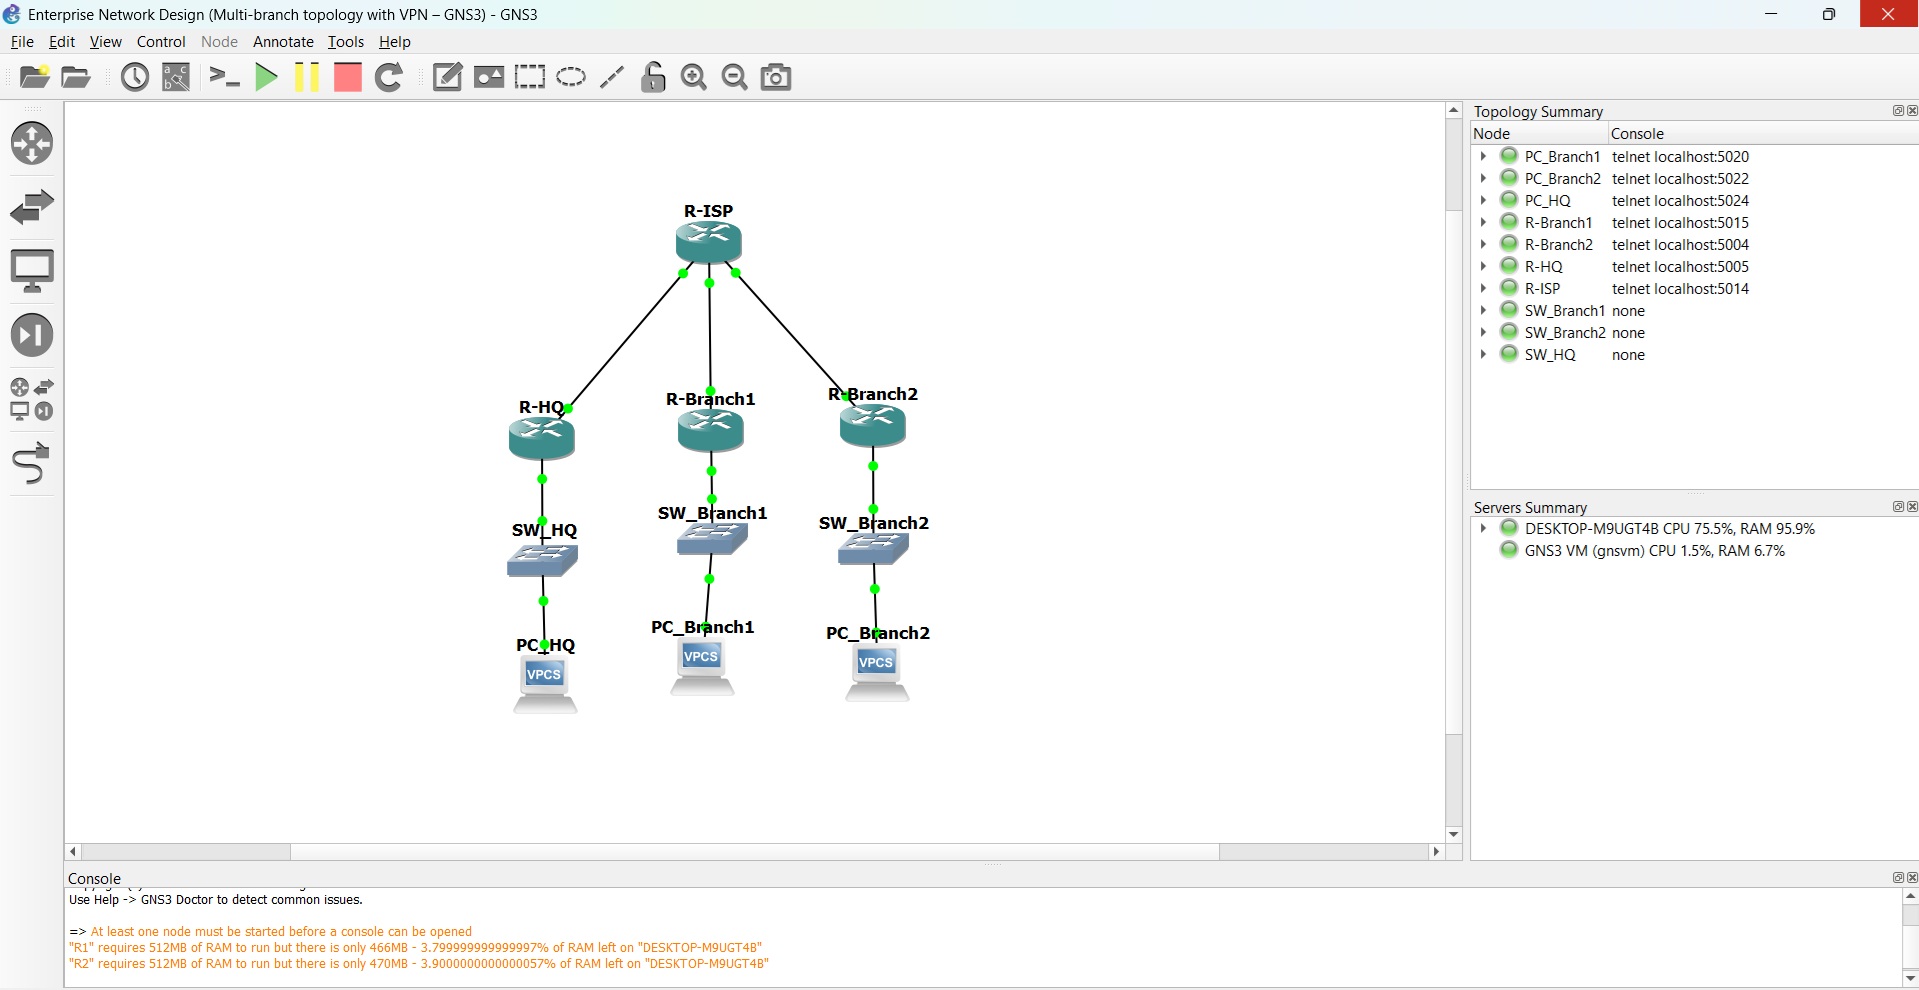 Enterprise Network Design (Multi-branch topology with VPN – GNS3) - GNS3
File Edit View Control Node Annotate Tools Help
Topology Summary
Node Console
PC_Branch1 telnet localhost:5020
PC_Branch2 telnet localhost:5022
PC_HQ telnet localhost:5024
R-Branch1 telnet localhost:5015
R-Branch2 telnet localhost:5004
R-HQ telnet localhost:5005
R-ISP telnet localhost:5014
SW_Branch1 none
SW_Branch2 none
SW_HQ none
R-ISP
R-HQ
R-Branch1
R-Branch2
SW_HQ
SW_Branch1
SW_Branch2
PC_HQ
PC_Branch1
PC_Branch2
VPCS
VPCS
VPCS
Servers Summary
DESKTOP-M9UGT4B CPU 75.5%, RAM 95.9%
GNS3 VM (gnsvm) CPU 1.5%, RAM 6.7%
Console
Use Help -> GNS3 Doctor to detect common issues.
=> At least one node must be started before a console can be opened
"R1" requires 512MB of RAM to run but there is only 466MB - 3.799999999999997% of RAM left on "DESKTOP-M9UGT4B"
"R2" requires 512MB of RAM to run but there is only 470MB - 3.9000000000000057% of RAM left on "DESKTOP-M9UGT4B"